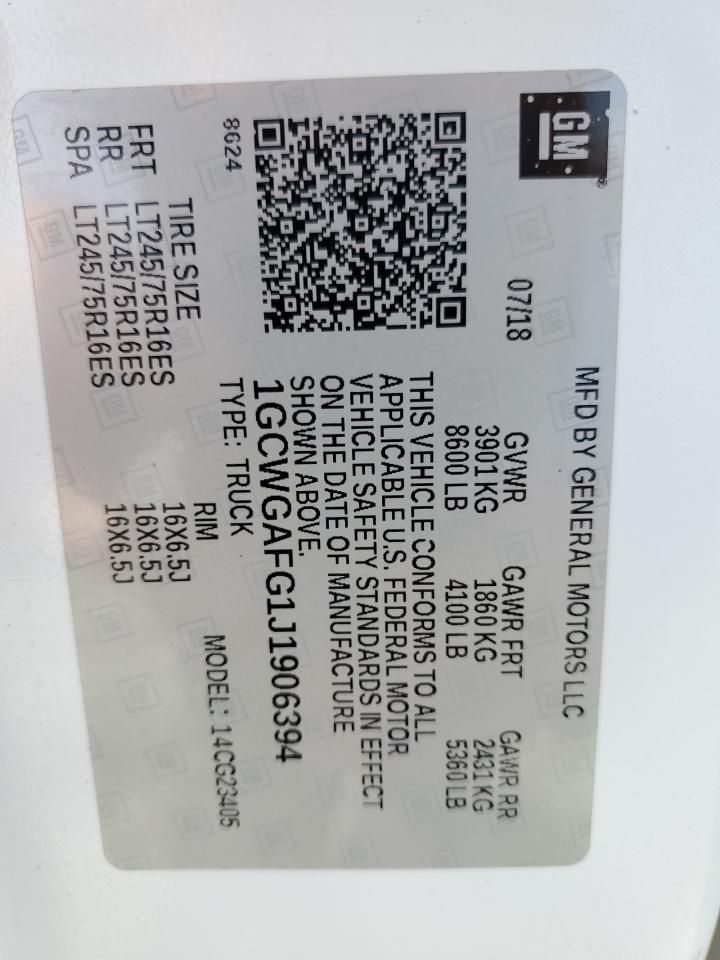 GM®
MFD BY GENERAL MOTORS LLC
07/18
GVWR GAWR FRT GAWR RR
3901 KG 1860 KG 2431 KG
8600 LB 4100 LB 5360 LB
THIS VEHICLE CONFORMS TO ALL
APPLICABLE U.S. FEDERAL MOTOR
VEHICLE SAFETY STANDARDS IN EFFECT
ON THE DATE OF MANUFACTURE
SHOWN ABOVE.
1GCWGAFG1J1906394
8624
TYPE: TRUCK MODEL: 14CG23405
TIRE SIZE RIM
FRT LT245/75R16ES 16X6.5J
RR LT245/75R16ES 16X6.5J
SPA LT245/75R16ES 16X6.5J